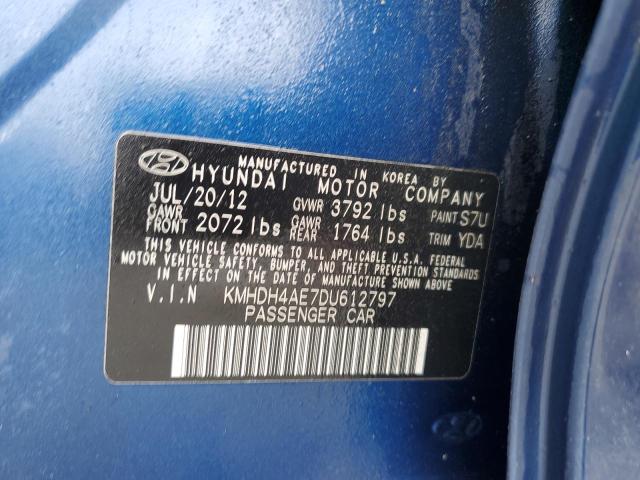 MANUFACTURED IN KOREA BY
HYUNDAI MOTOR COMPANY
JUL/20/12 GVWR 3792 lbs PAINT S7U
GAWR FRONT 2072 lbs GAWR REAR 1764 lbs TRIM YDA
THIS VEHICLE CONFORMS TO ALL APPLICABLE U.S.A. FEDERAL
MOTOR VEHICLE SAFETY, BUMPER, AND THEFT PREVENTION STANDARDS
IN EFFECT ON THE DATE OF MANUFACTURE SHOWN ABOVE
V.I.N KMHDH4AE7DU612797
PASSENGER CAR